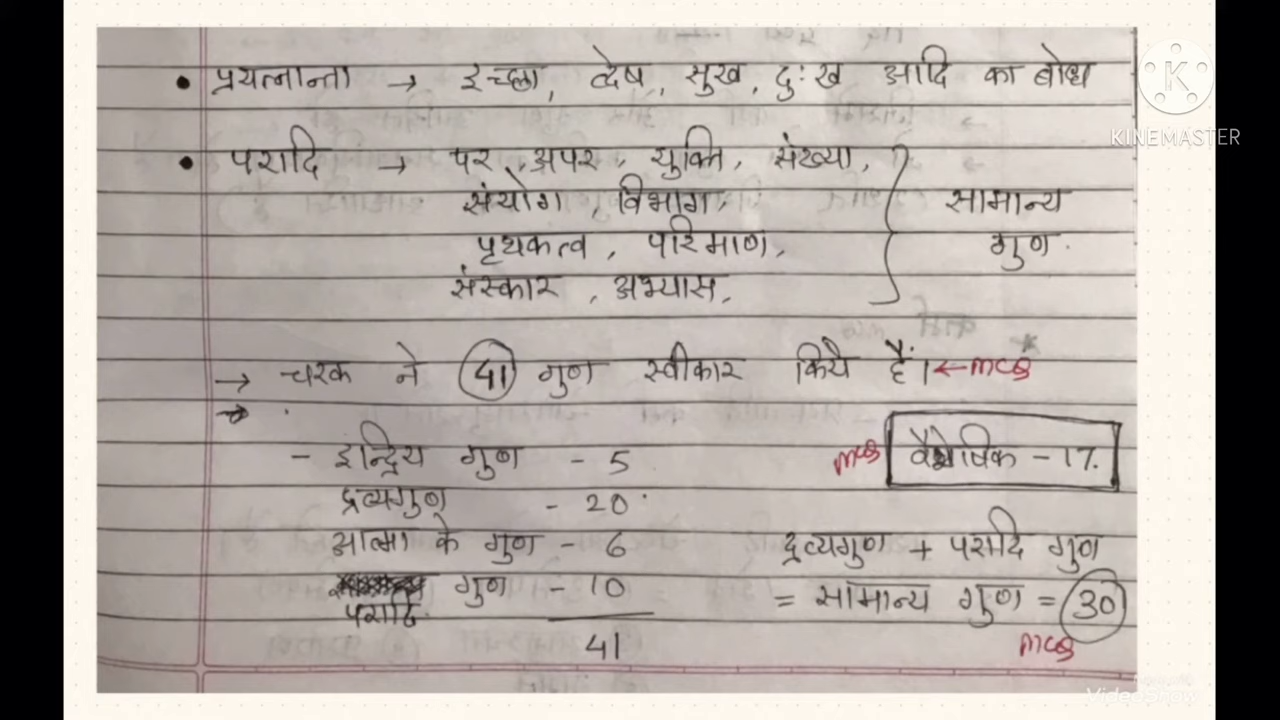 • प्रयत्नान्ता → इच्छा, द्वेष, सुख, दुःख आदि का बोध
KINEMASTER
• परादि → पर, अपर, युक्ति, संख्या,
संयोग, विभाग,
पृथकत्व, परिमाण,
संस्कार, अभ्यास,
सामान्य
गुण.
→ चरक ने 41 गुण स्वीकार किये हैं। ← MCQ
→
- इन्द्रिय गुण - 5
द्रव्यगुण - 20
आत्मा के गुण - 6
गुण - 10
परादि
41
MCQ वैशेषिक - 17.
द्रव्यगुण + परादि गुण
= सामान्य गुण = 30
MCQ
VideoShow